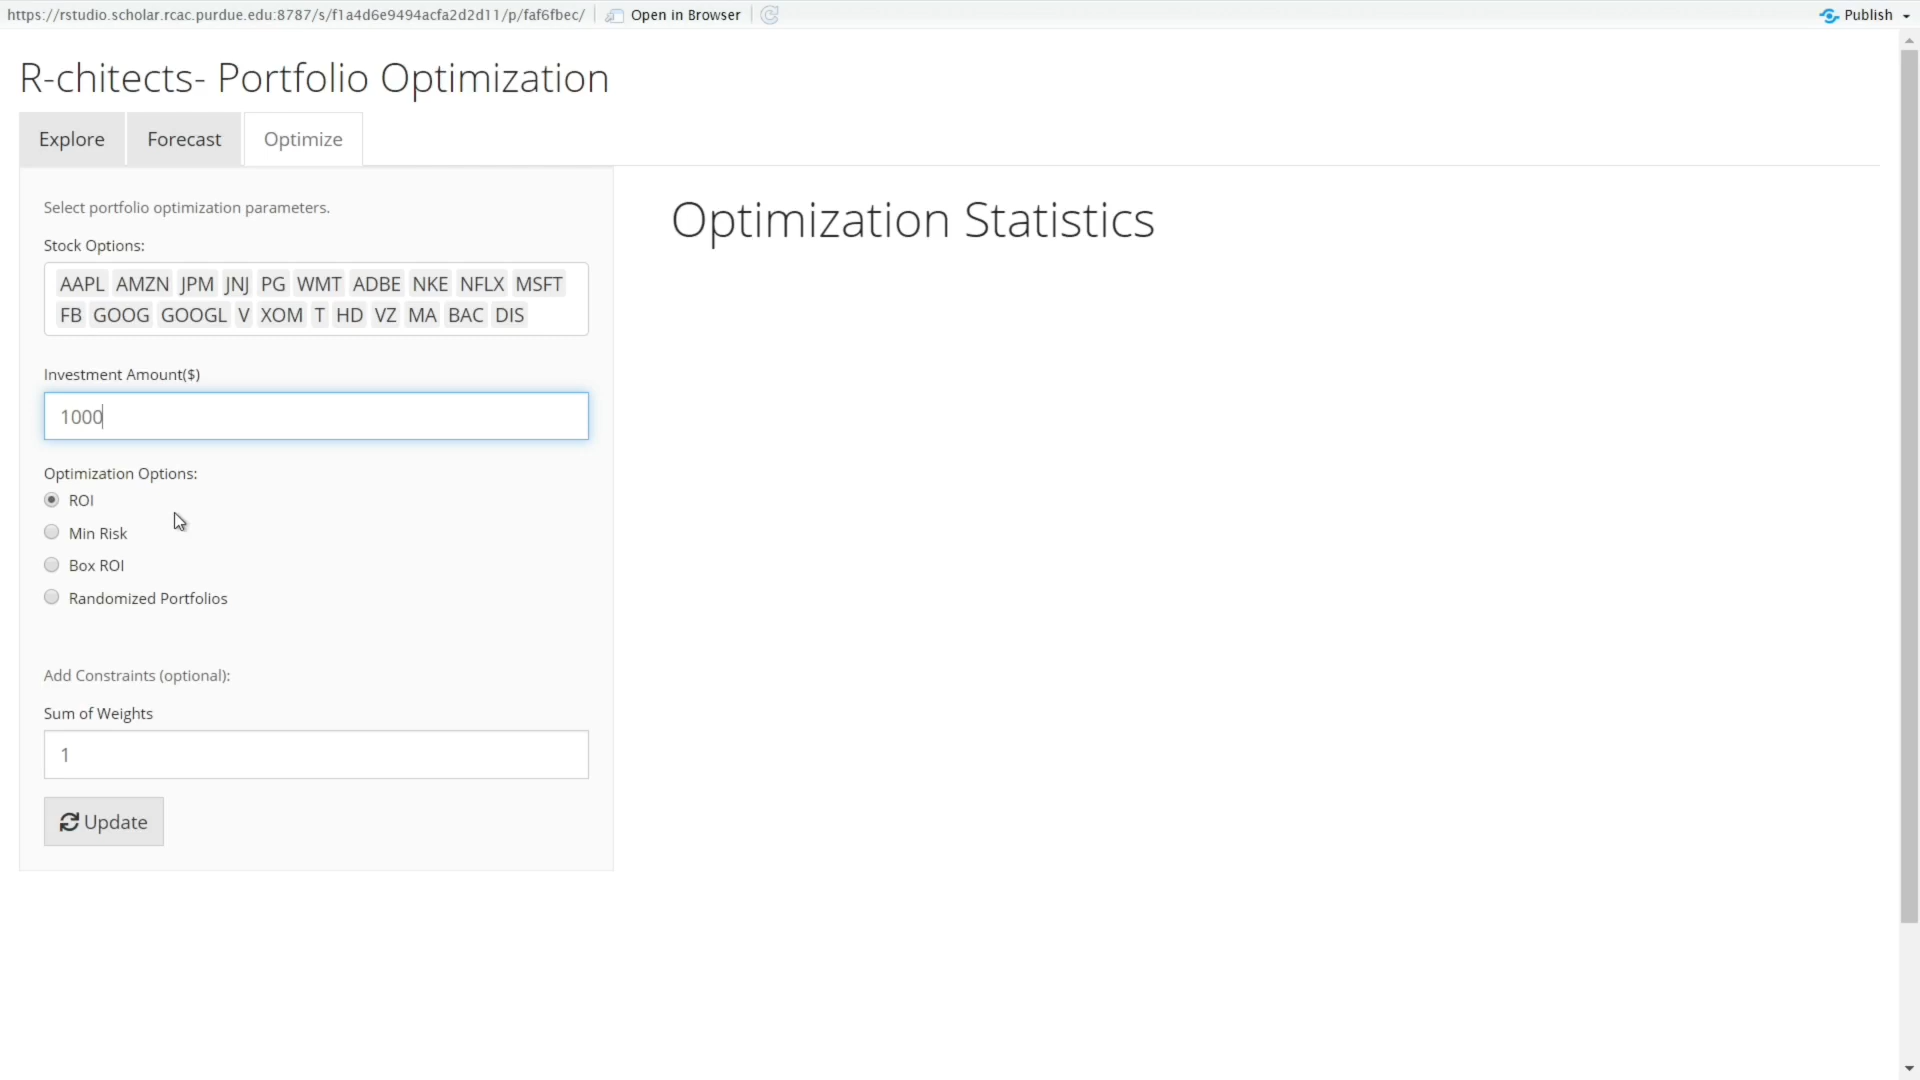 https://rstudio.scholar.rcac.purdue.edu:8787/s/f1a4d6e9494acfa2d2d11/p/faf6fbec/ Open in Browser Publish
R-chitects- Portfolio Optimization
Explore Forecast Optimize
Select portfolio optimization parameters.
Optimization Statistics
Stock Options:
AAPL AMZN JPM JNJ PG WMT ADBE NKE NFLX MSFT
FB GOOG GOOGL V XOM T HD VZ MA BAC DIS
Investment Amount($)
1000
Optimization Options:
ROI
Min Risk
Box ROI
Randomized Portfolios
Add Constraints (optional):
Sum of Weights
1
Update